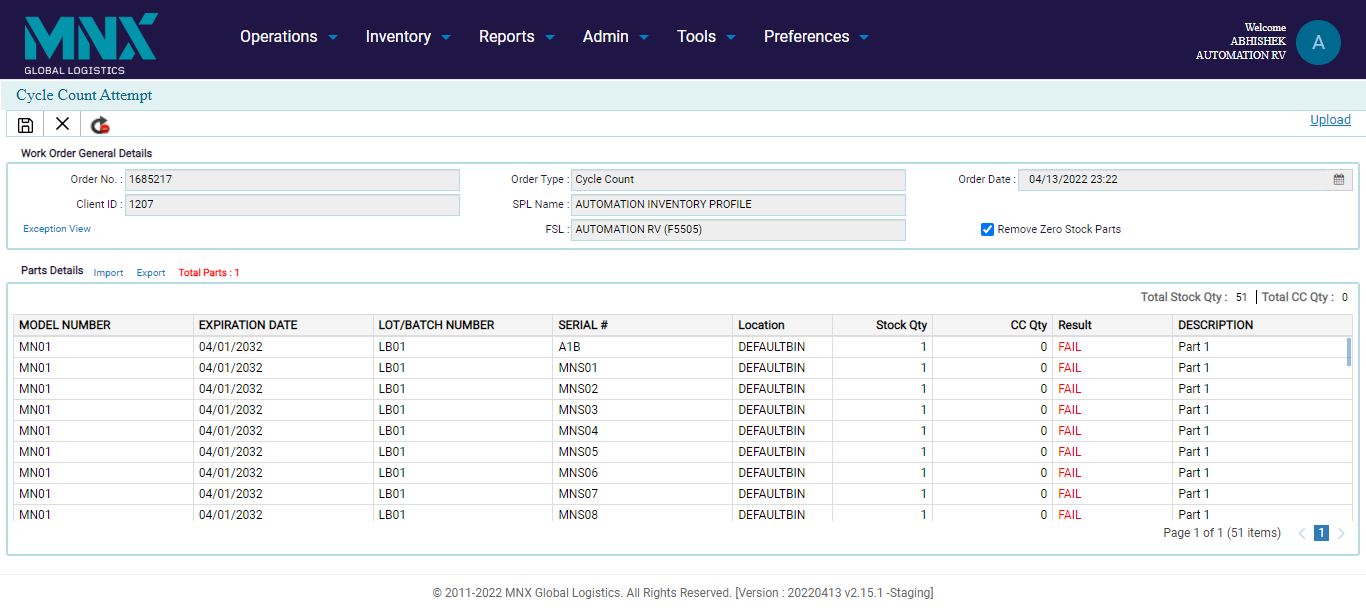 MNX
GLOBAL LOGISTICS
Operations Inventory Reports Admin Tools Preferences
Welcome
ABHISHEK
AUTOMATION RV
A
Cycle Count Attempt
Upload
Work Order General Details
Order No. : 1685217 Order Type : Cycle Count Order Date : 04/13/2022 23:22
Client ID : 1207 SPL Name : AUTOMATION INVENTORY PROFILE
Exception View FSL : AUTOMATION RV (F5505) Remove Zero Stock Parts
Parts Details Import Export Total Parts : 1
Total Stock Qty : 51 Total CC Qty : 0
MODEL NUMBER EXPIRATION DATE LOT/BATCH NUMBER SERIAL # Location Stock Qty CC Qty Result DESCRIPTION
MN01 04/01/2032 LB01 A1B DEFAULTBIN 1 0 FAIL Part 1
MN01 04/01/2032 LB01 MNS01 DEFAULTBIN 1 0 FAIL Part 1
MN01 04/01/2032 LB01 MNS02 DEFAULTBIN 1 0 FAIL Part 1
MN01 04/01/2032 LB01 MNS03 DEFAULTBIN 1 0 FAIL Part 1
MN01 04/01/2032 LB01 MNS04 DEFAULTBIN 1 0 FAIL Part 1
MN01 04/01/2032 LB01 MNS05 DEFAULTBIN 1 0 FAIL Part 1
MN01 04/01/2032 LB01 MNS06 DEFAULTBIN 1 0 FAIL Part 1
MN01 04/01/2032 LB01 MNS07 DEFAULTBIN 1 0 FAIL Part 1
MN01 04/01/2032 LB01 MNS08 DEFAULTBIN 1 0 FAIL Part 1
Page 1 of 1 (51 items) 1
© 2011-2022 MNX Global Logistics. All Rights Reserved. [Version : 20220413 v2.15.1 -Staging]